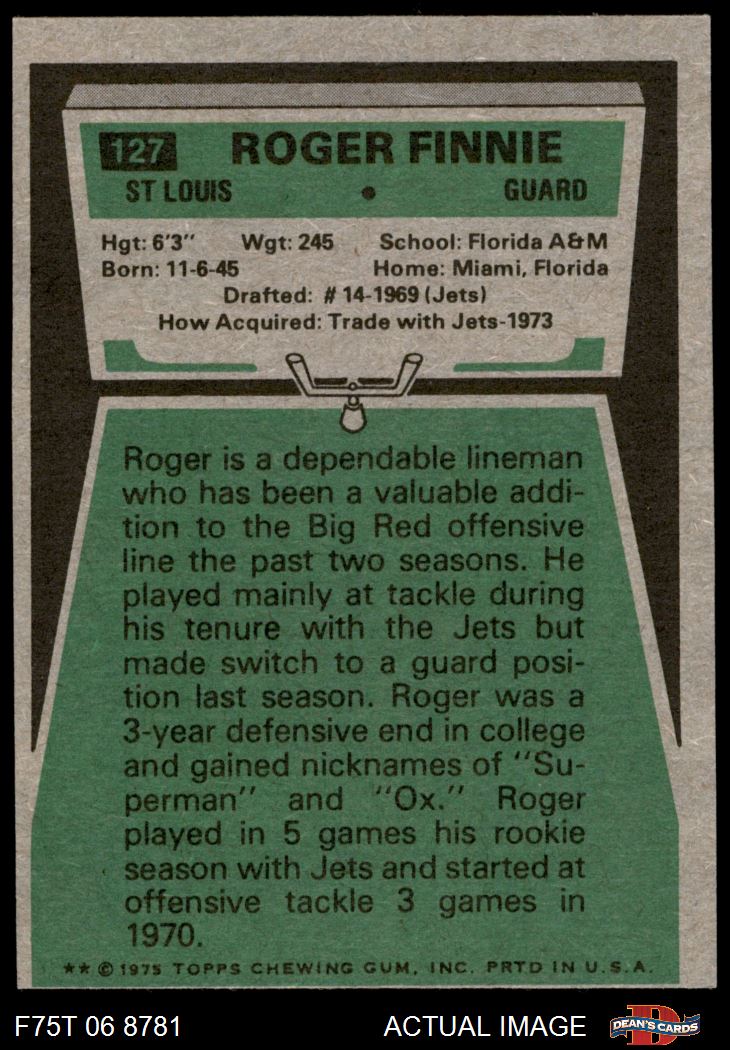 127 ROGER FINNIE
ST LOUIS • GUARD
Hgt: 6'3" Wgt: 245 School: Florida A&M
Born: 11-6-45 Home: Miami, Florida
Drafted: # 14-1969 (Jets)
How Acquired: Trade with Jets-1973
Roger is a dependable lineman
who has been a valuable addi-
tion to the Big Red offensive
line the past two seasons. He
played mainly at tackle during
his tenure with the Jets but
made switch to a guard posi-
tion last season. Roger was a
3-year defensive end in college
and gained nicknames of "Su-
perman" and "Ox." Roger
played in 5 games his rookie
season with Jets and started at
offensive tackle 3 games in
1970.
** © 1975 TOPPS CHEWING GUM, INC. PRTD IN U.S.A.
F75T 06 8781 ACTUAL IMAGE D DEAN'S CARDS